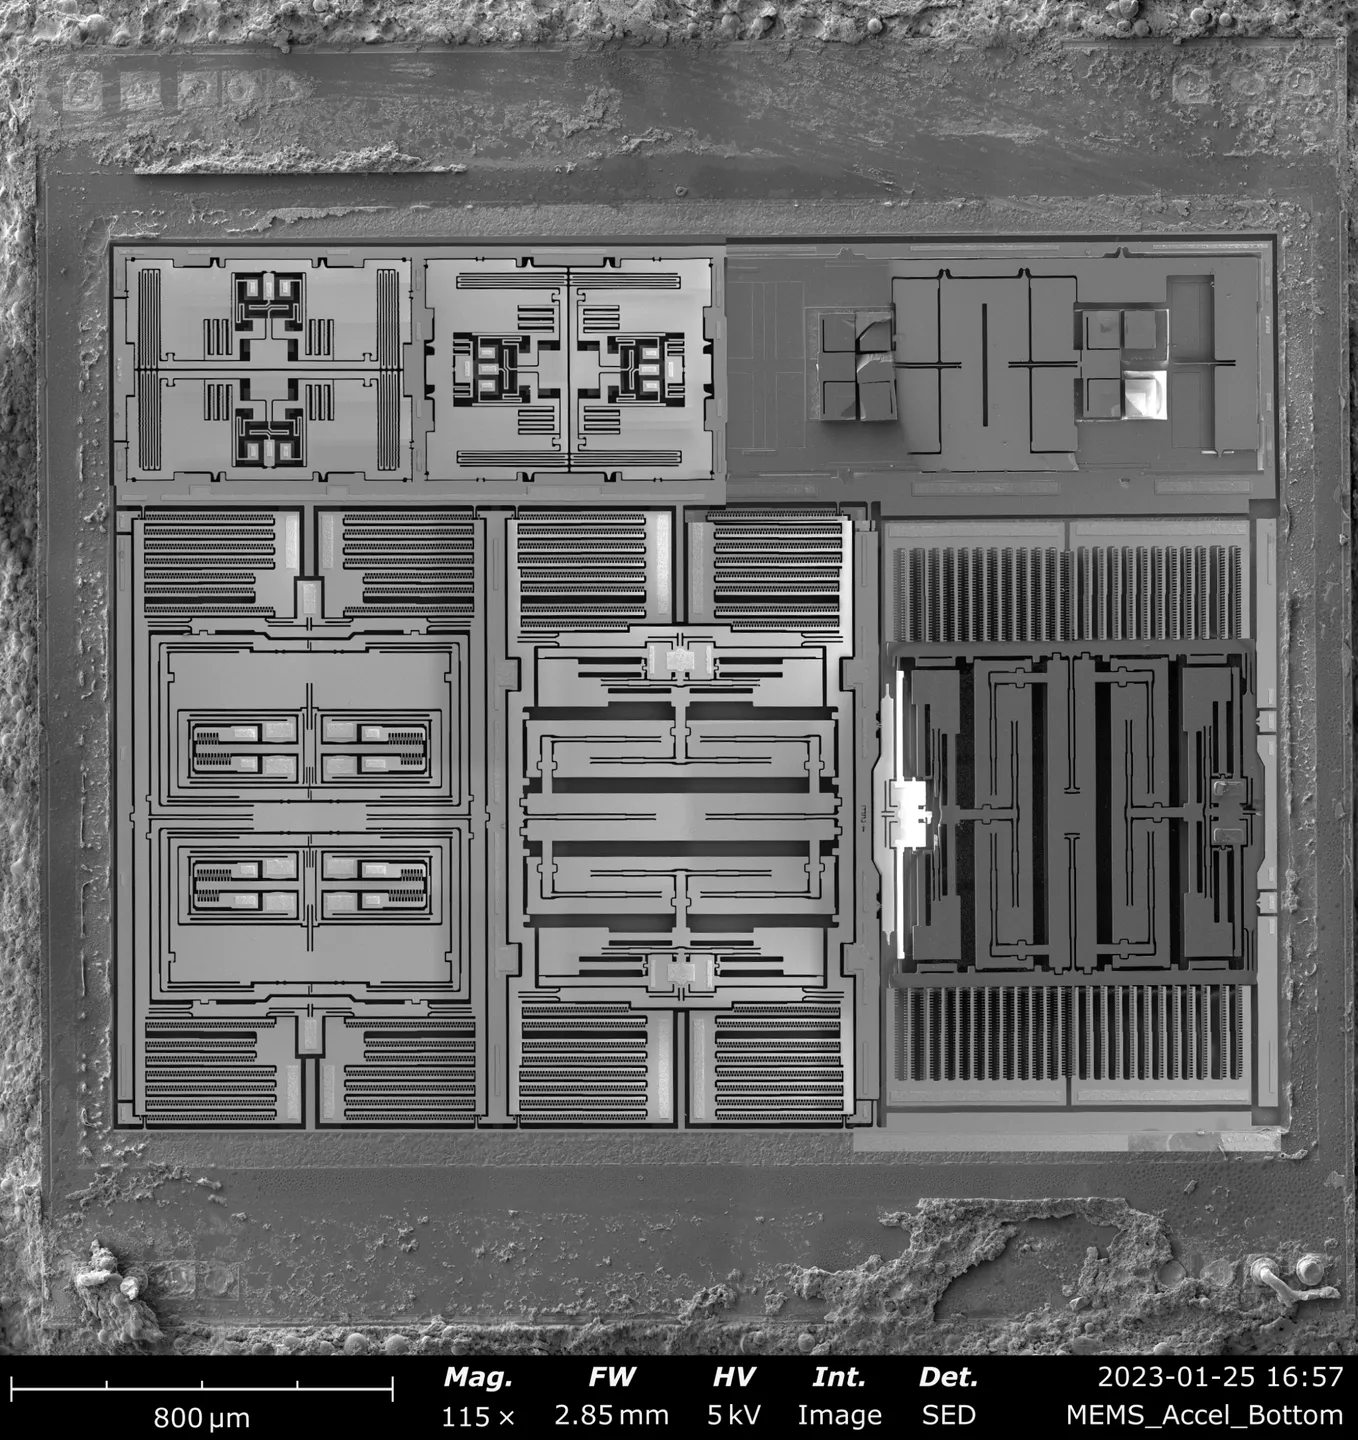 Mag. FW HV Int. Det. 2023-01-25 16:57
800 µm 115 × 2.85 mm 5 kV Image SED MEMS_Accel_Bottom